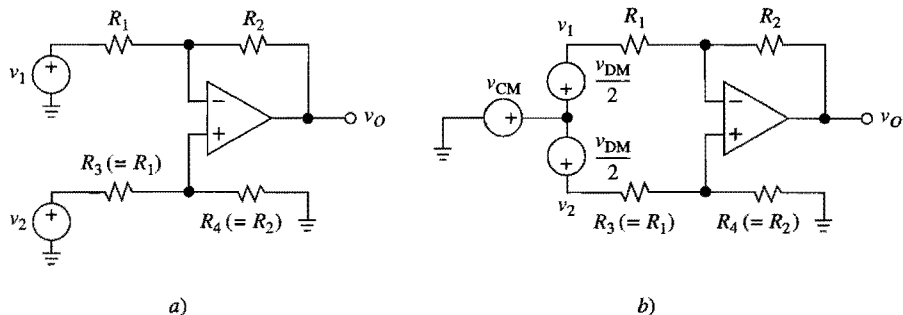 R1
R2
v1
+
−
+
vO
R3 (= R1)
v2
+
R4 (= R2)
a)
v1
R1
R2
vCM
+
+
vDM
2
+
vDM
2
−
+
vO
v2
R3 (= R1)
R4 (= R2)
b)